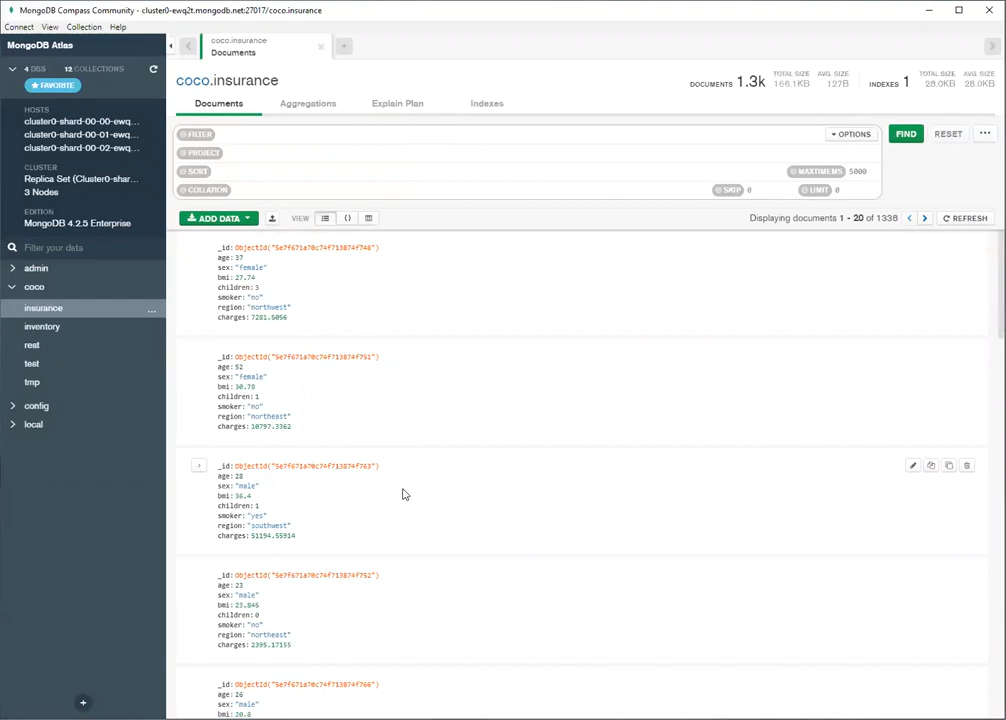 MongoDB Compass Community - cluster0-ewq2t.mongodb.net:27017/coco.insurance
Connect View Collection Help
MongoDB Atlas
4 DBS 12 COLLECTIONS
FAVORITE
HOSTS
cluster0-shard-00-00-ewq...
cluster0-shard-00-01-ewq...
cluster0-shard-00-02-ewq...
CLUSTER
Replica Set (Cluster0-shar...
3 Nodes
EDITION
MongoDB 4.2.5 Enterprise
Filter your data
admin
coco
insurance ...
inventory
rest
test
tmp
config
local
coco.insurance
Documents
coco.insurance
DOCUMENTS 1.3k TOTAL SIZE 166.1KB AVG. SIZE 127B INDEXES 1 TOTAL SIZE 28.0KB AVG. SIZE 28.0KB
Documents Aggregations Explain Plan Indexes
FILTER OPTIONS FIND RESET ...
PROJECT
SORT MAXTIMEMS 5000
COLLATION SKIP 0 LIMIT 0
ADD DATA VIEW {} Displaying documents 1 - 20 of 1338 REFRESH
_id: ObjectId("5e7f671a70c74f713874f748")
age: 37
sex: "female"
bmi: 27.74
children: 3
smoker: "no"
region: "northwest"
charges: 7281.5056
_id: ObjectId("5e7f671a70c74f713874f751")
age: 52
sex: "female"
bmi: 30.78
children: 1
smoker: "no"
region: "northeast"
charges: 10797.3362
_id: ObjectId("5e7f671a70c74f713874f763")
age: 28
sex: "male"
bmi: 36.4
children: 1
smoker: "yes"
region: "southwest"
charges: 51194.55914
_id: ObjectId("5e7f671a70c74f713874f752")
age: 23
sex: "male"
bmi: 23.845
children: 0
smoker: "no"
region: "northeast"
charges: 2395.17155
_id: ObjectId("5e7f671a70c74f713874f766")
age: 26
sex: "male"
bmi: 20.8